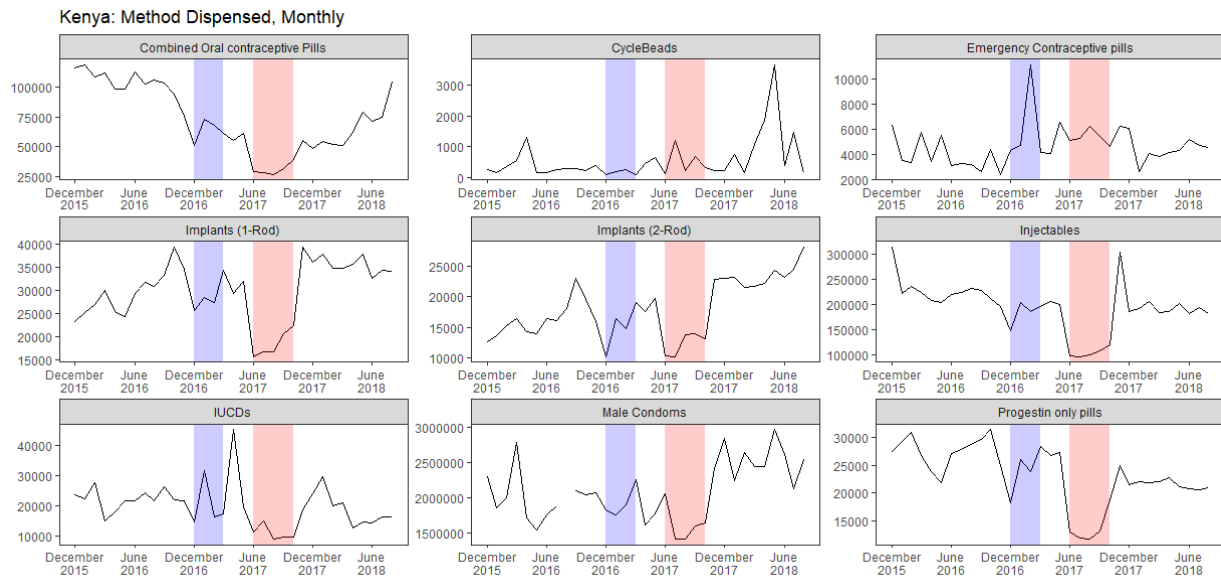 Kenya: Method Dispensed, Monthly
Combined Oral contraceptive Pills
100000
75000
50000
25000
December 2015
June 2016
December 2016
June 2017
December 2017
June 2018
CycleBeads
3000
2000
1000
0
December 2015
June 2016
December 2016
June 2017
December 2017
June 2018
Emergency Contraceptive pills
10000
8000
6000
4000
2000
December 2015
June 2016
December 2016
June 2017
December 2017
June 2018
Implants (1-Rod)
40000
35000
30000
25000
20000
15000
December 2015
June 2016
December 2016
June 2017
December 2017
June 2018
Implants (2-Rod)
25000
20000
15000
10000
December 2015
June 2016
December 2016
June 2017
December 2017
June 2018
Injectables
300000
250000
200000
150000
100000
December 2015
June 2016
December 2016
June 2017
December 2017
June 2018
IUCDs
40000
30000
20000
10000
December 2015
June 2016
December 2016
June 2017
December 2017
June 2018
Male Condoms
3000000
2500000
2000000
1500000
December 2015
June 2016
December 2016
June 2017
December 2017
June 2018
Progestin only pills
30000
25000
20000
15000
December 2015
June 2016
December 2016
June 2017
December 2017
June 2018